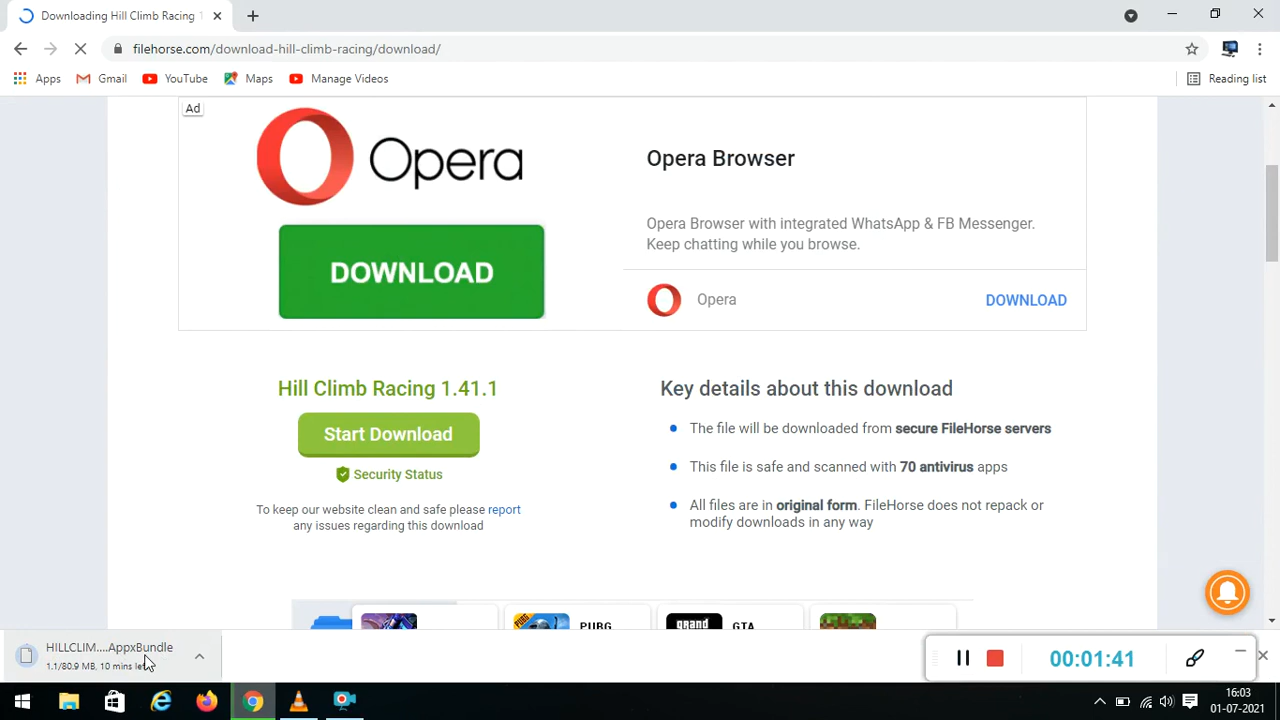 Downloading Hill Climb Racing 1
filehorse.com/download-hill-climb-racing/download/
Apps
Gmail
YouTube
Maps
Manage Videos
Reading list
Ad
Opera
DOWNLOAD
Opera Browser
Opera Browser with integrated WhatsApp & FB Messenger.
Keep chatting while you browse.
Opera
DOWNLOAD
Hill Climb Racing 1.41.1
Start Download
Security Status
To keep our website clean and safe please report
any issues regarding this download
Key details about this download
The file will be downloaded from secure FileHorse servers
This file is safe and scanned with 70 antivirus apps
All files are in original form. FileHorse does not repack or
modify downloads in any way
PUBG
GTA
HILLCLIM....AppxBundle
1.1/80.9 MB, 10 mins left
00:01:41
16:03
01-07-2021